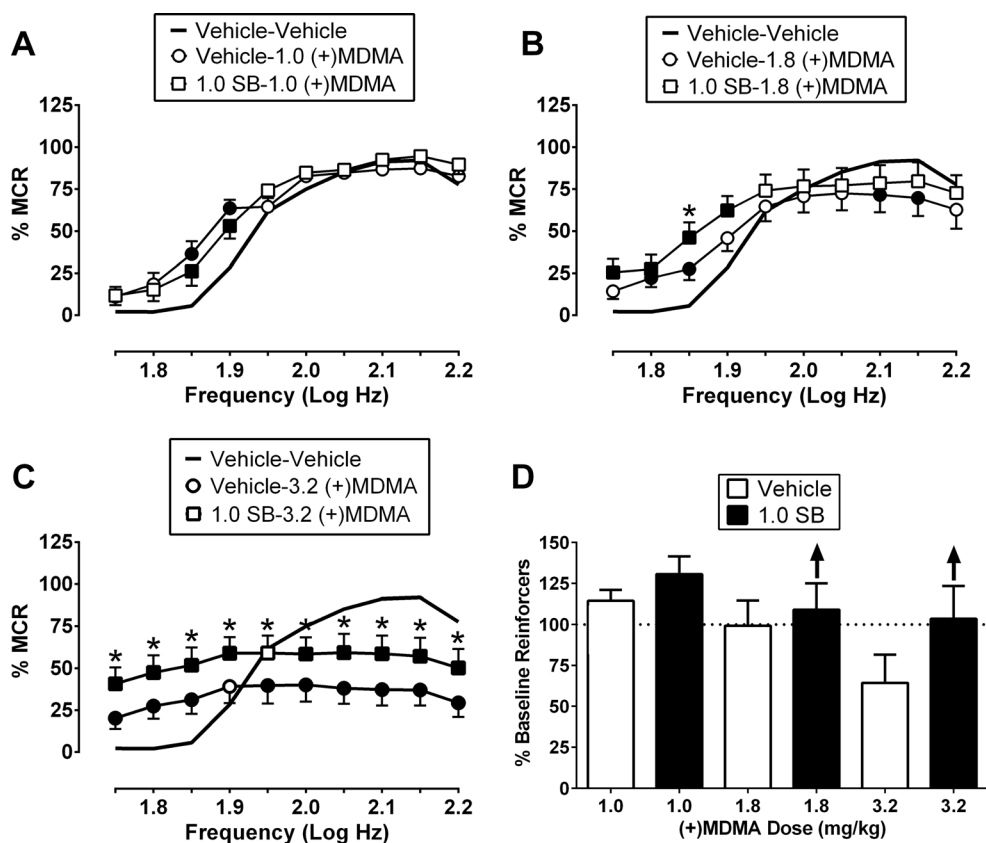 A
Vehicle-Vehicle
Vehicle-1.0 (+)MDMA
1.0 SB-1.0 (+)MDMA
% MCR
125
100
75
50
25
0
1.8 1.9 2.0 2.1 2.2
Frequency (Log Hz)
B
Vehicle-Vehicle
Vehicle-1.8 (+)MDMA
1.0 SB-1.8 (+)MDMA
% MCR
125
100
75
50
25
0
*
1.8 1.9 2.0 2.1 2.2
Frequency (Log Hz)
C
Vehicle-Vehicle
Vehicle-3.2 (+)MDMA
1.0 SB-3.2 (+)MDMA
% MCR
125
100
75
50
25
0
* * * * * * * * * *
1.8 1.9 2.0 2.1 2.2
Frequency (Log Hz)
D
Vehicle
1.0 SB
% Baseline Reinforcers
150
125
100
75
50
25
0
1.0 1.0 1.8 1.8 3.2 3.2
(+)MDMA Dose (mg/kg)